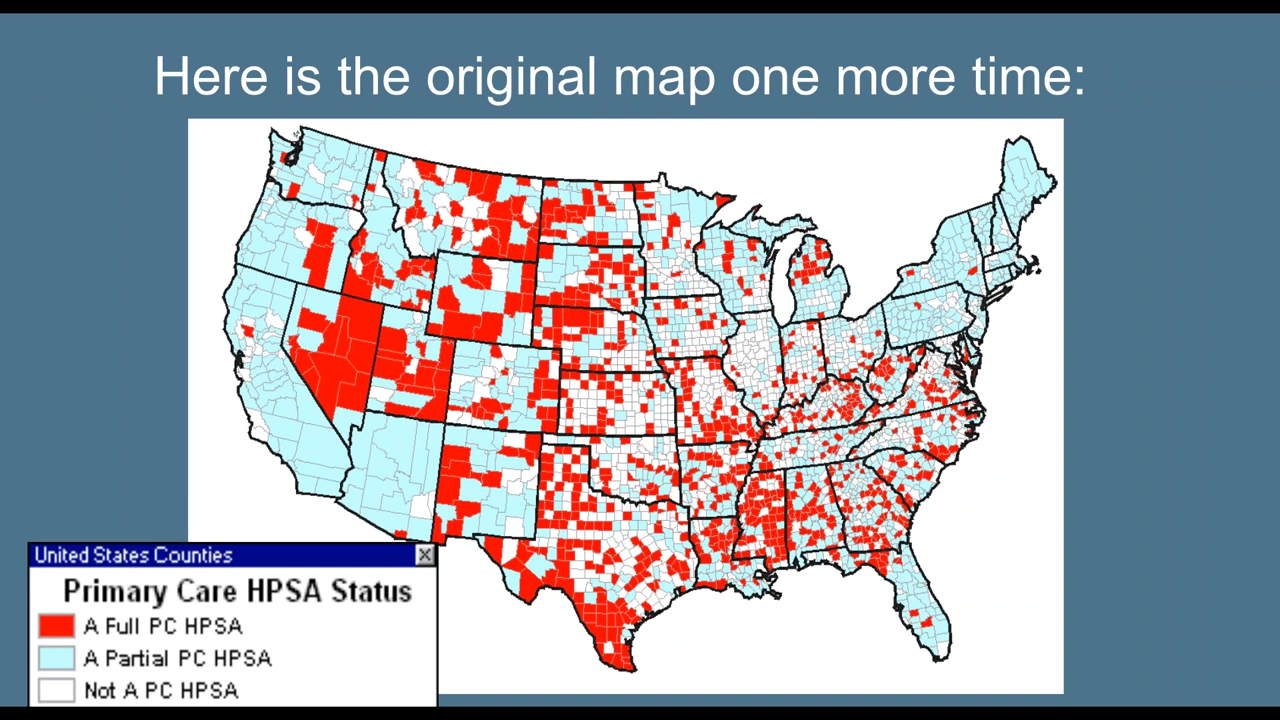 Here is the original map one more time:
United States Counties
Primary Care HPSA Status
A Full PC HPSA
A Partial PC HPSA
Not A PC HPSA